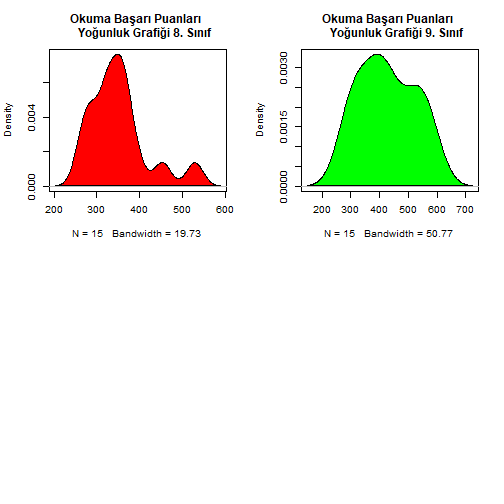 Okuma Başarı Puanları
Yoğunluk Grafiği 8. Sınıf
Density
0.000
0.004
200 300 400 500 600
N = 15 Bandwidth = 19.73
Okuma Başarı Puanları
Yoğunluk Grafiği 9. Sınıf
Density
0.0000
0.0015
0.0030
200 300 400 500 600 700
N = 15 Bandwidth = 50.77